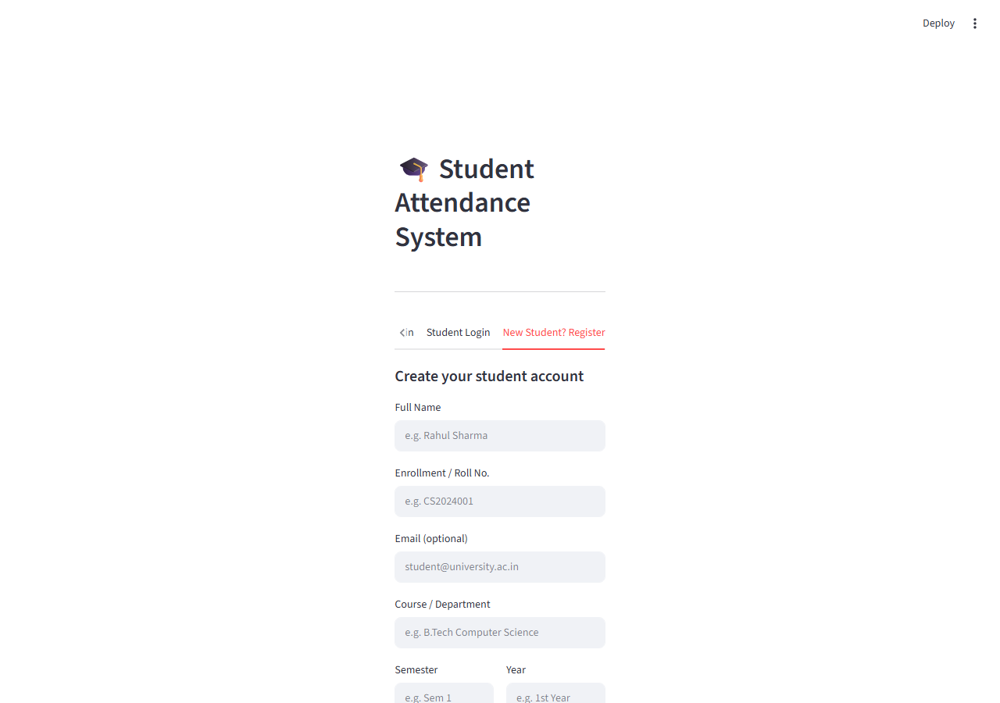 Deploy
Student
Attendance
System
in
Student Login
New Student? Register
Create your student account
Full Name
e.g. Rahul Sharma
Enrollment / Roll No.
e.g. CS2024001
Email (optional)
student@university.ac.in
Course / Department
e.g. B.Tech Computer Science
Semester
Year
e.g. Sem 1
e.g. 1st Year